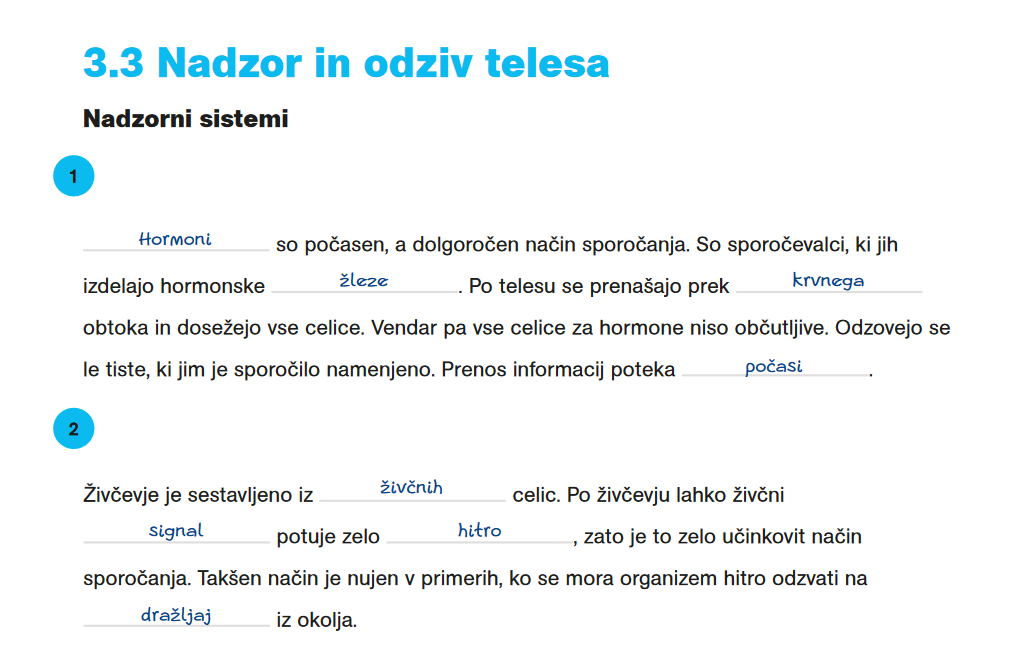 3.3 Nadzor in odziv telesa
Nadzorni sistemi
1
Hormoni so počasen, a dolgoročen način sporočanja. So sporočevalci, ki jih
izdelajo hormonske žleze. Po telesu se prenašajo prek krvnega
obtoka in dosežejo vse celice. Vendar pa vse celice za hormone niso občutljive. Odzovejo se
le tiste, ki jim je sporočilo namenjeno. Prenos informacij poteka počasi.
2
Živčevje je sestavljeno iz živčnih celic. Po živčevju lahko živčni
signal potuje zelo hitro, zato je to zelo učinkovit način
sporočanja. Takšen način je nujen v primerih, ko se mora organizem hitro odzvati na
dražljaj iz okolja.